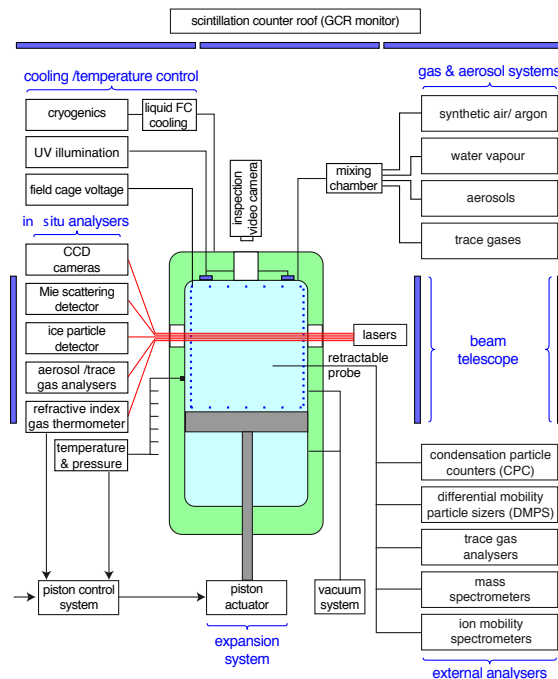 scintillation counter roof (GCR monitor)
cooling /temperature control
cryogenics
liquid FC
cooling
UV illumination
field cage voltage
in situ analysers
CCD
cameras
Mie scattering
detector
ice particle
detector
aerosol /trace
gas analysers
refractive index
gas thermometer
temperature
& pressure
inspection
video camera
gas & aerosol systems
synthetic air/ argon
mixing
chamber
water vapour
aerosols
trace gases
lasers
retractable
probe
beam
telescope
condensation particle
counters (CPC)
differential mobility
particle sizers (DMPS)
trace gas
analysers
mass
spectrometers
ion mobility
spectrometers
external analysers
piston control
system
piston
actuator
expansion
system
vacuum
system